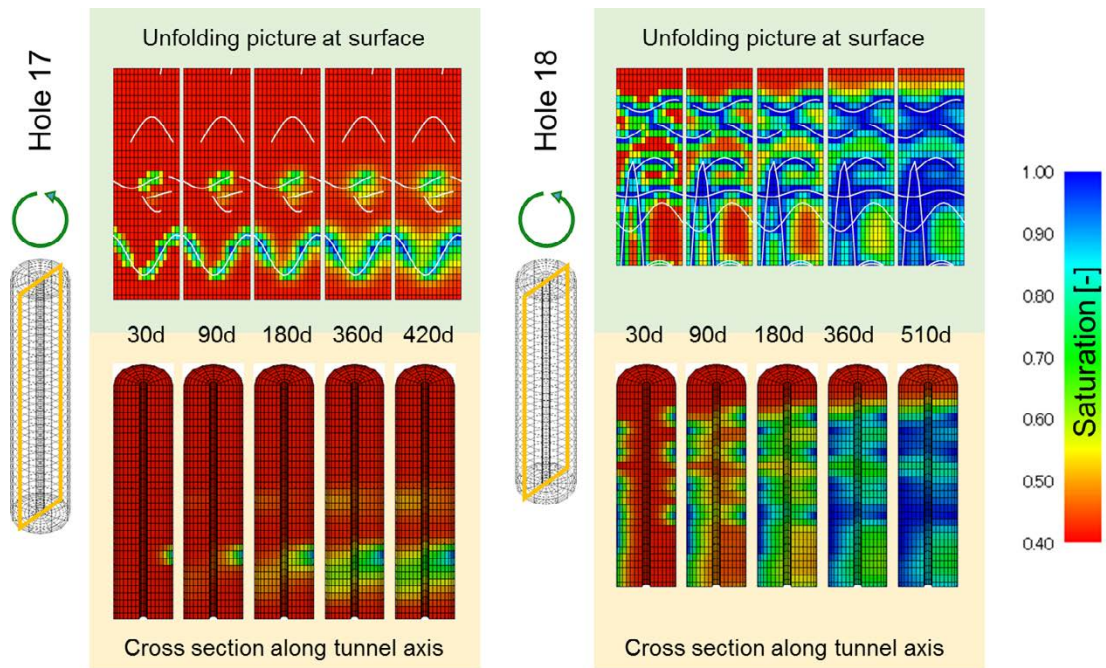 Hole 17
Unfolding picture at surface
30d 90d 180d 360d 420d
Cross section along tunnel axis
Hole 18
Unfolding picture at surface
30d 90d 180d 360d 510d
Cross section along tunnel axis
1.00
0.90
0.80
0.70
0.60
0.50
0.40
Saturation [-]